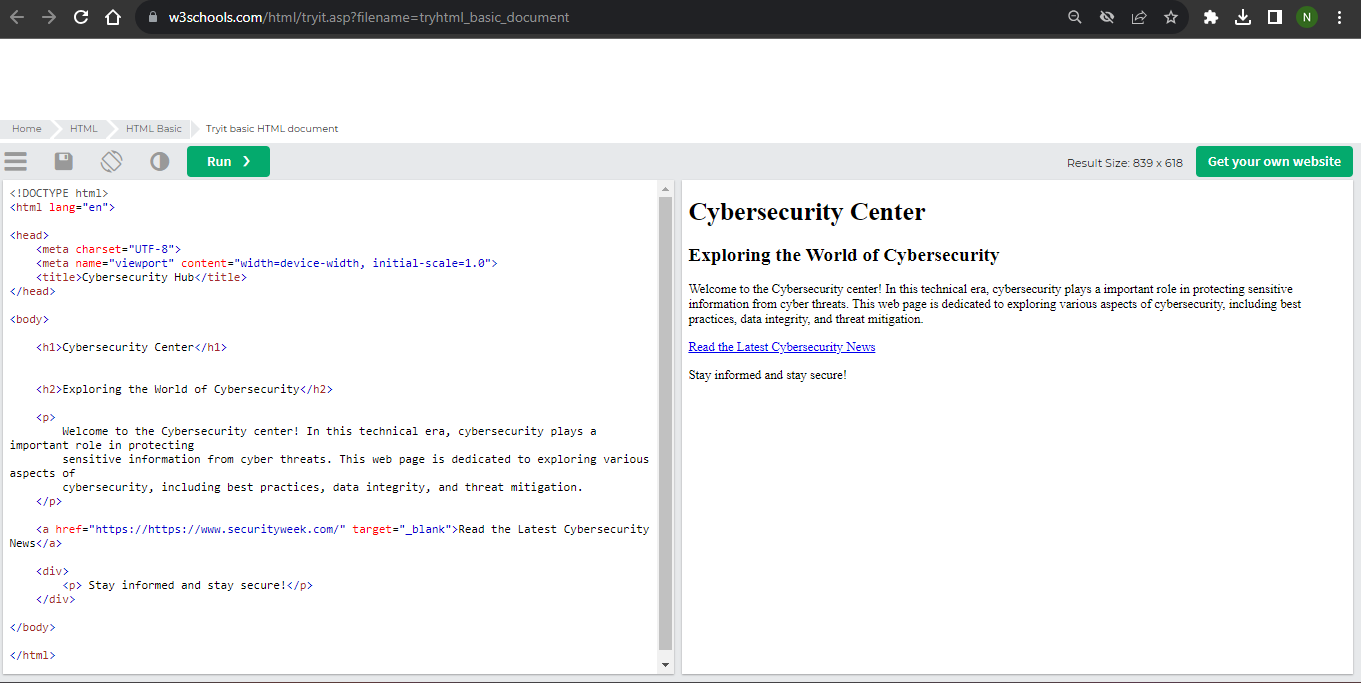 w3schools.com/html/tryit.asp?filename=tryhtml_basic_document
N
Home HTML HTML Basic Tryit basic HTML document
Run ❯
Result Size: 839 x 618
Get your own website
<!DOCTYPE html>
<html lang="en">
<head>
<meta charset="UTF-8">
<meta name="viewport" content="width=device-width, initial-scale=1.0">
<title>Cybersecurity Hub</title>
</head>
<body>
<h1>Cybersecurity Center</h1>
<h2>Exploring the World of Cybersecurity</h2>
<p>
Welcome to the Cybersecurity center! In this technical era, cybersecurity plays a
important role in protecting
sensitive information from cyber threats. This web page is dedicated to exploring various
aspects of
cybersecurity, including best practices, data integrity, and threat mitigation.
</p>
<a href="https://https://www.securityweek.com/" target="_blank">Read the Latest Cybersecurity
News</a>
<div>
<p> Stay informed and stay secure!</p>
</div>
</body>
</html>
Cybersecurity Center
Exploring the World of Cybersecurity
Welcome to the Cybersecurity center! In this technical era, cybersecurity plays a important role in protecting sensitive
information from cyber threats. This web page is dedicated to exploring various aspects of cybersecurity, including best
practices, data integrity, and threat mitigation.
Read the Latest Cybersecurity News
Stay informed and stay secure!